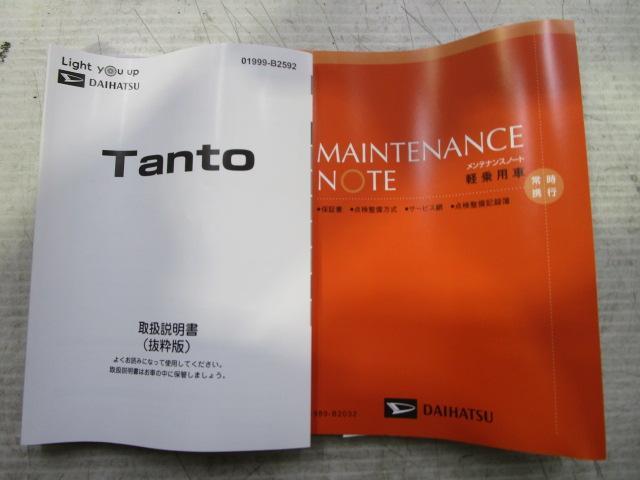 Light you up
DAIHATSU
01999-B2592
Tanto
取扱説明書
(抜粋版)
よくお読みになって使用してください。
取扱説明書はお車の中に保管しましょう。
MAINTENANCE
NOTE
メンテナンスノート
軽乗用車
常時
携行
●保証書 ●点検整備方式 ●サービス網 ●点検整備記録簿
1999-B2032
DAIHATSU